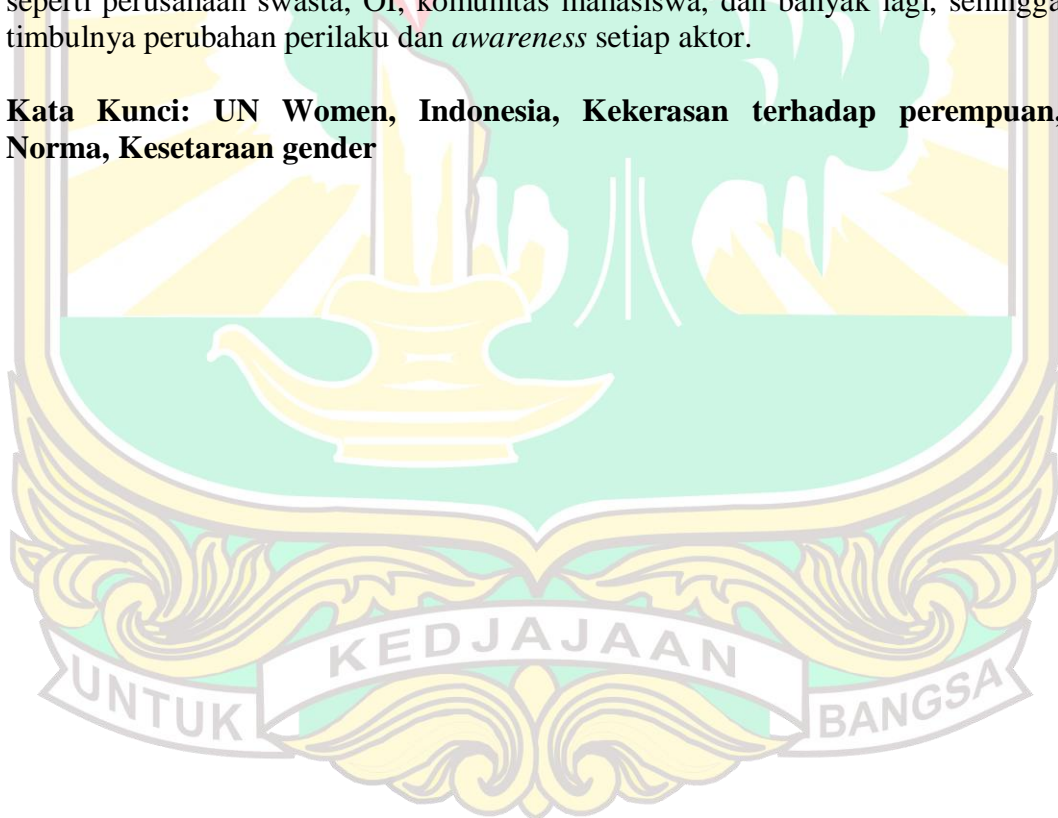 seperti perusahaan swasta, OI, komunitas mahasiswa, dan banyak lagi, sehingga
timbulnya perubahan perilaku dan awareness setiap aktor.
Kata Kunci: UN Women, Indonesia, Kekerasan terhadap perempuan,
Norma, Kesetaraan gender
UNTUK KEDJAJAAN BANGSA